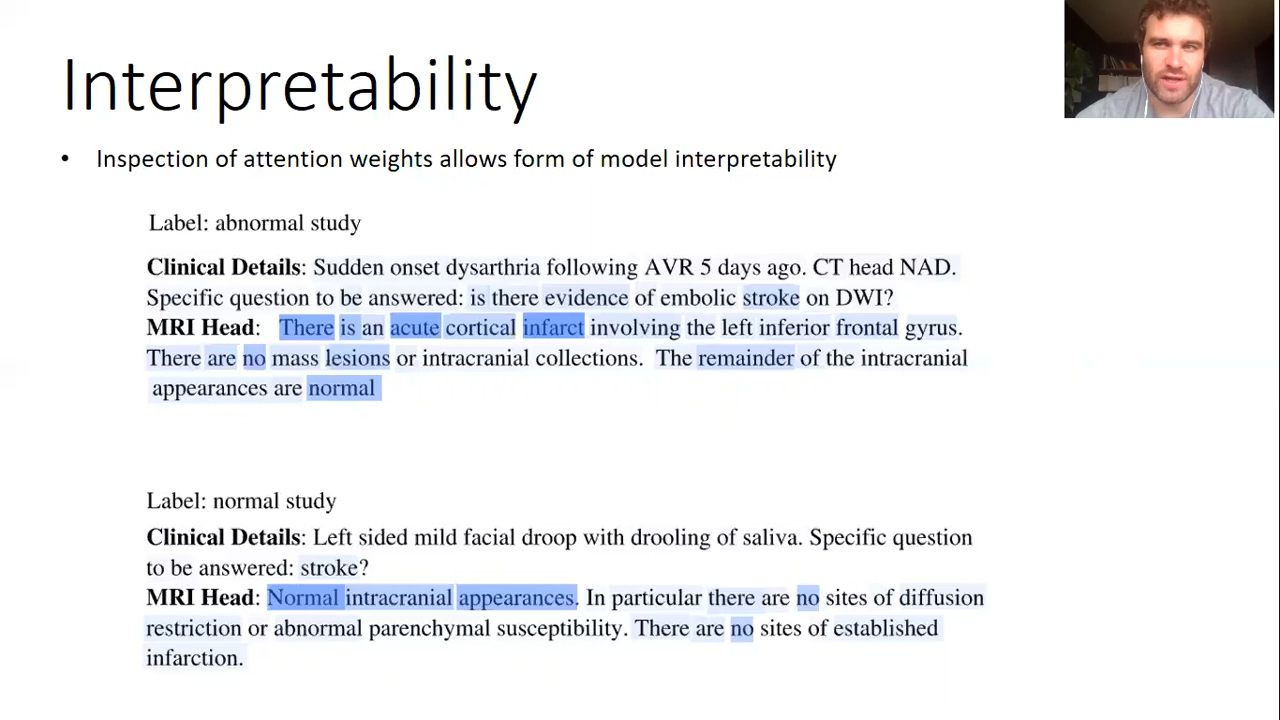 Interpretability
• Inspection of attention weights allows form of model interpretability
Label: abnormal study
Clinical Details: Sudden onset dysarthria following AVR 5 days ago. CT head NAD.
Specific question to be answered: is there evidence of embolic stroke on DWI?
MRI Head: There is an acute cortical infarct involving the left inferior frontal gyrus.
There are no mass lesions or intracranial collections. The remainder of the intracranial
appearances are normal
Label: normal study
Clinical Details: Left sided mild facial droop with drooling of saliva. Specific question
to be answered: stroke?
MRI Head: Normal intracranial appearances. In particular there are no sites of diffusion
restriction or abnormal parenchymal susceptibility. There are no sites of established
infarction.